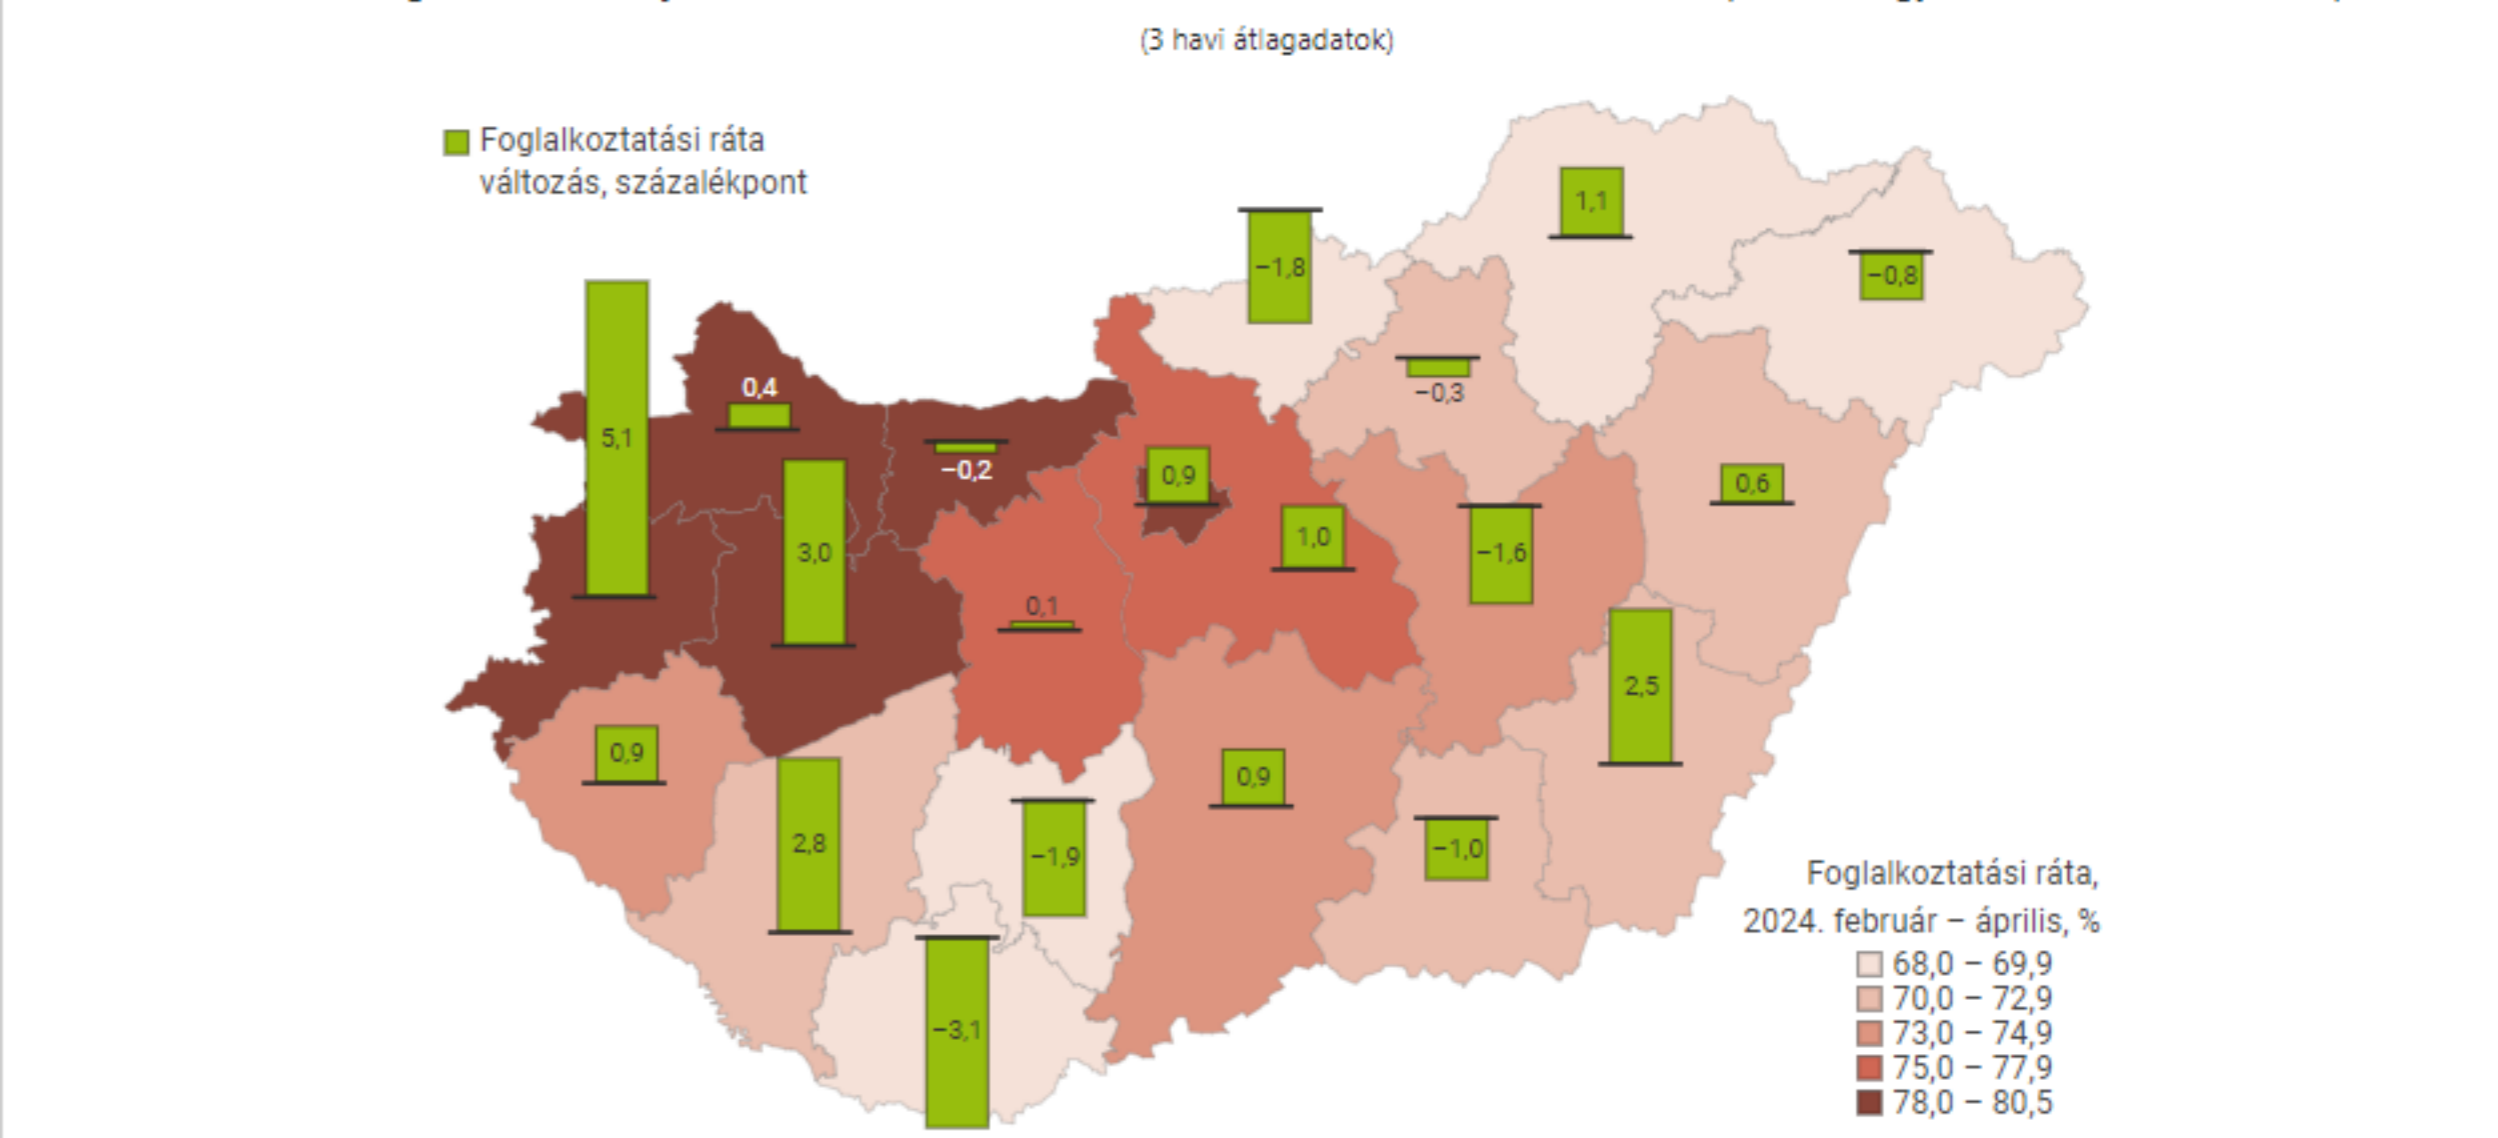 (3 havi átlagadatok)
Foglalkoztatási ráta
változás, százalékpont
1,1
−1,8
−0,8
−0,3
0,4
5,1
−0,2
0,9
0,6
1,0
3,0
−1,6
0,1
2,5
0,9
0,9
2,8
−1,0
−1,9
−3,1
Foglalkoztatási ráta,
2024. február – április, %
68,0 – 69,9
70,0 – 72,9
73,0 – 74,9
75,0 – 77,9
78,0 – 80,5